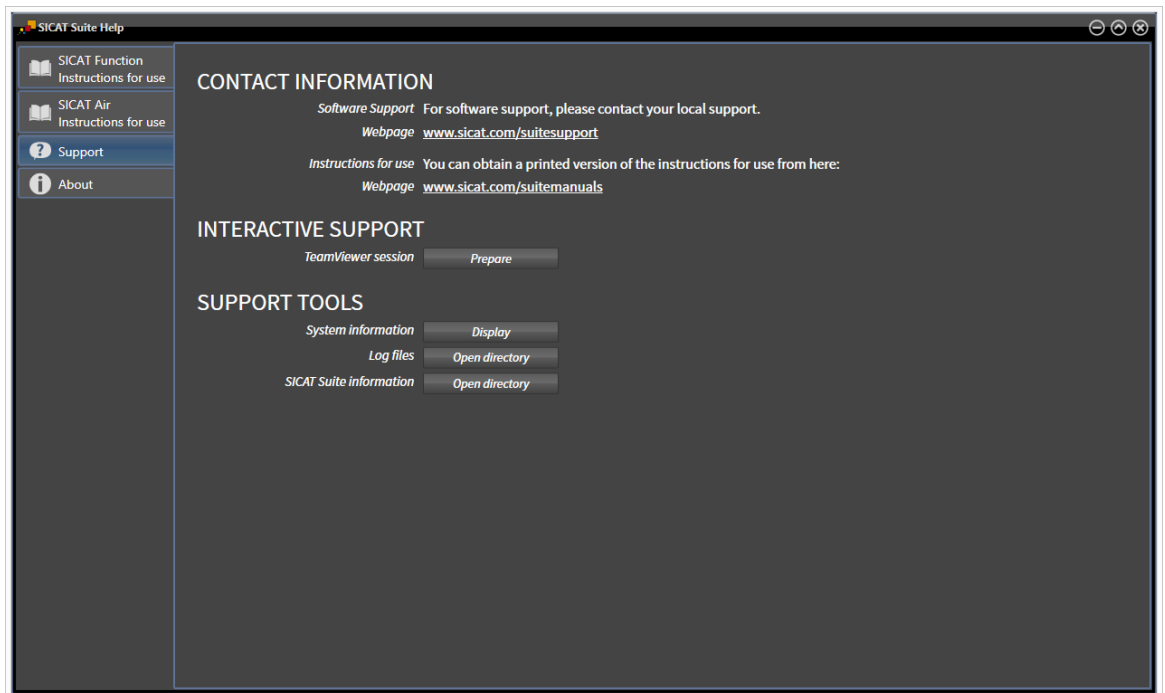 SICAT Suite Help
SICAT Function
Instructions for use
SICAT Air
Instructions for use
Support
About
CONTACT INFORMATION
Software Support For software support, please contact your local support.
Webpage www.sicat.com/suitesupport
Instructions for use You can obtain a printed version of the instructions for use from here:
Webpage www.sicat.com/suitemanuals
INTERACTIVE SUPPORT
TeamViewer session Prepare
SUPPORT TOOLS
System information Display
Log files Open directory
SICAT Suite information Open directory